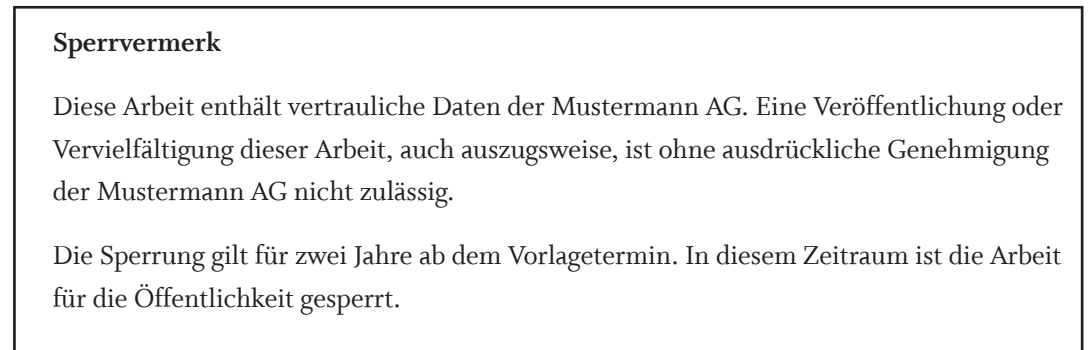 Sperrvermerk
Diese Arbeit enthält vertrauliche Daten der Mustermann AG. Eine Veröffentlichung oder
Vervielfältigung dieser Arbeit, auch auszugsweise, ist ohne ausdrückliche Genehmigung
der Mustermann AG nicht zulässig.
Die Sperrung gilt für zwei Jahre ab dem Vorlagetermin. In diesem Zeitraum ist die Arbeit
für die Öffentlichkeit gesperrt.